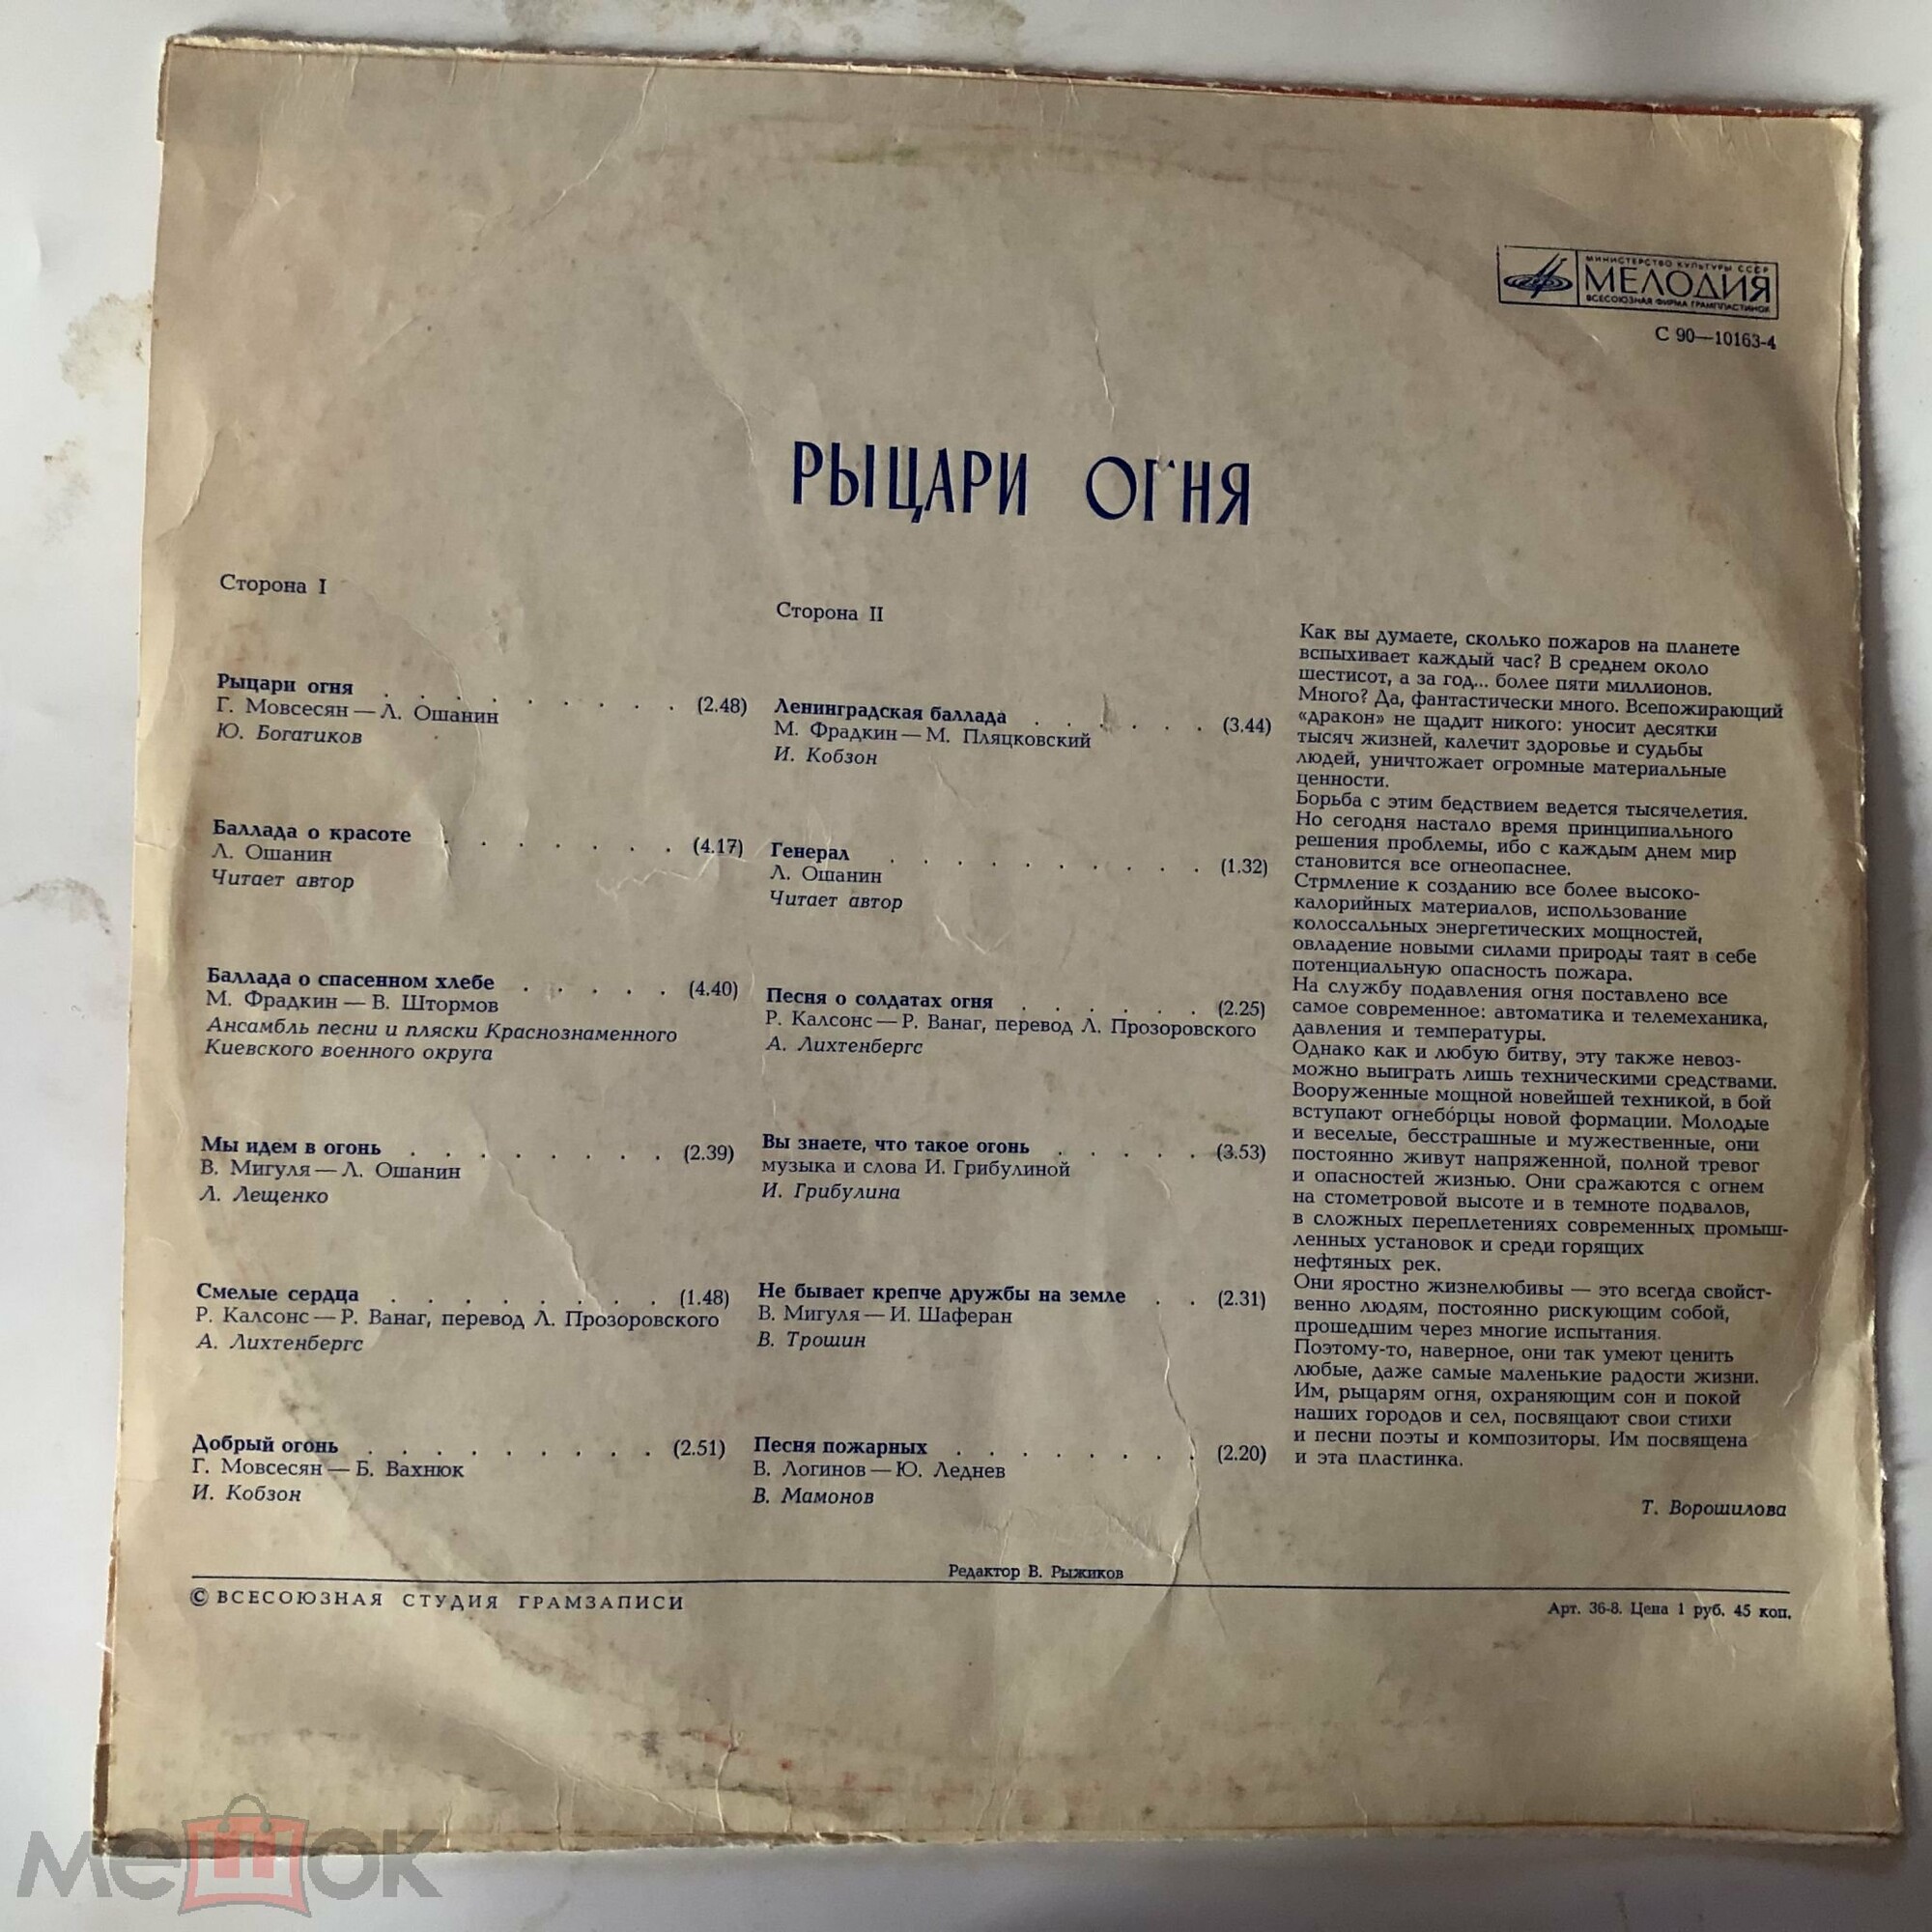 МИНИСТЕРСТВО КУЛЬТУРЫ СССР
МЕЛОДИЯ
ВСЕСОЮЗНАЯ ФИРМА ГРАМПЛАСТИНОК
С 90—10163-4
РЫЦАРИ ОГНЯ
Сторона I
Рыцари огня . . . . . . . . . (2.48)
Г. Мовсесян — Л. Ошанин
Ю. Богатиков
Баллада о красоте . . . . . . . . (4.17)
Л. Ошанин
Читает автор
Баллада о спасенном хлебе . . . . . (4.40)
М. Фрадкин — В. Штормов
Ансамбль песни и пляски Краснознаменного
Киевского военного округа
Мы идем в огонь . . . . . . . . (2.39)
В. Мигуля — Л. Ошанин
Л. Лещенко
Смелые сердца . . . . . . . . (1.48)
Р. Калсонс — Р. Ванаг, перевод Л. Прозоровского
А. Лихтенбергс
Добрый огонь . . . . . . . . . (2.51)
Г. Мовсесян — Б. Вахнюк
И. Кобзон
Сторона II
Ленинградская баллада . . . . . . (3.44)
М. Фрадкин — М. Пляцковский
И. Кобзон
Генерал . . . . . . . . . . (1.32)
Л. Ошанин
Читает автор
Песня о солдатах огня . . . . . . (2.25)
Р. Калсонс — Р. Ванаг, перевод Л. Прозоровского
А. Лихтенбергс
Вы знаете, что такое огонь . . . . . (3.53)
музыка и слова И. Грибулиной
И. Грибулина
Не бывает крепче дружбы на земле . . (2.31)
В. Мигуля — И. Шаферан
В. Трошин
Песня пожарных . . . . . . . . (2.20)
В. Логинов — Ю. Леднев
В. Мамонов
Как вы думаете, сколько пожаров на планете
вспыхивает каждый час? В среднем около
шестисот, а за год... более пяти миллионов.
Много? Да, фантастически много. Всепожирающий
«дракон» не щадит никого: уносит десятки
тысяч жизней, калечит здоровье и судьбы
людей, уничтожает огромные материальные
ценности.
Борьба с этим бедствием ведется тысячелетия.
Но сегодня настало время принципиального
решения проблемы, ибо с каждым днем мир
становится все огнеопаснее.
Стрмление к созданию все более высоко-
калорийных материалов, использование
колоссальных энергетических мощностей,
овладение новыми силами природы таят в себе
потенциальную опасность пожара.
На службу подавления огня поставлено все
самое современное: автоматика и телемеханика,
давления и температуры.
Однако как и любую битву, эту также невоз-
можно выиграть лишь техническими средствами.
Вооруженные мощной новейшей техникой, в бой
вступают огнебо́рцы новой формации. Молодые
и веселые, бесстрашные и мужественные, они
постоянно живут напряженной, полной тревог
и опасностей жизнью. Они сражаются с огнем
на стометровой высоте и в темноте подвалов,
в сложных переплетениях современных промыш-
ленных установок и среди горящих
нефтяных рек.
Они яростно жизнелюбивы — это всегда свойст-
венно людям, постоянно рискующим собой,
прошедшим через многие испытания.
Поэтому-то, наверное, они так умеют ценить
любые, даже самые маленькие радости жизни.
Им, рыцарям огня, охраняющим сон и покой
наших городов и сел, посвящают свои стихи
и песни поэты и композиторы. Им посвящена
и эта пластинка.
Т. Ворошилова
Редактор В. Рыжиков
© ВСЕСОЮЗНАЯ СТУДИЯ ГРАМЗАПИСИ
Арт. 36-8. Цена 1 руб. 45 коп.
мешок